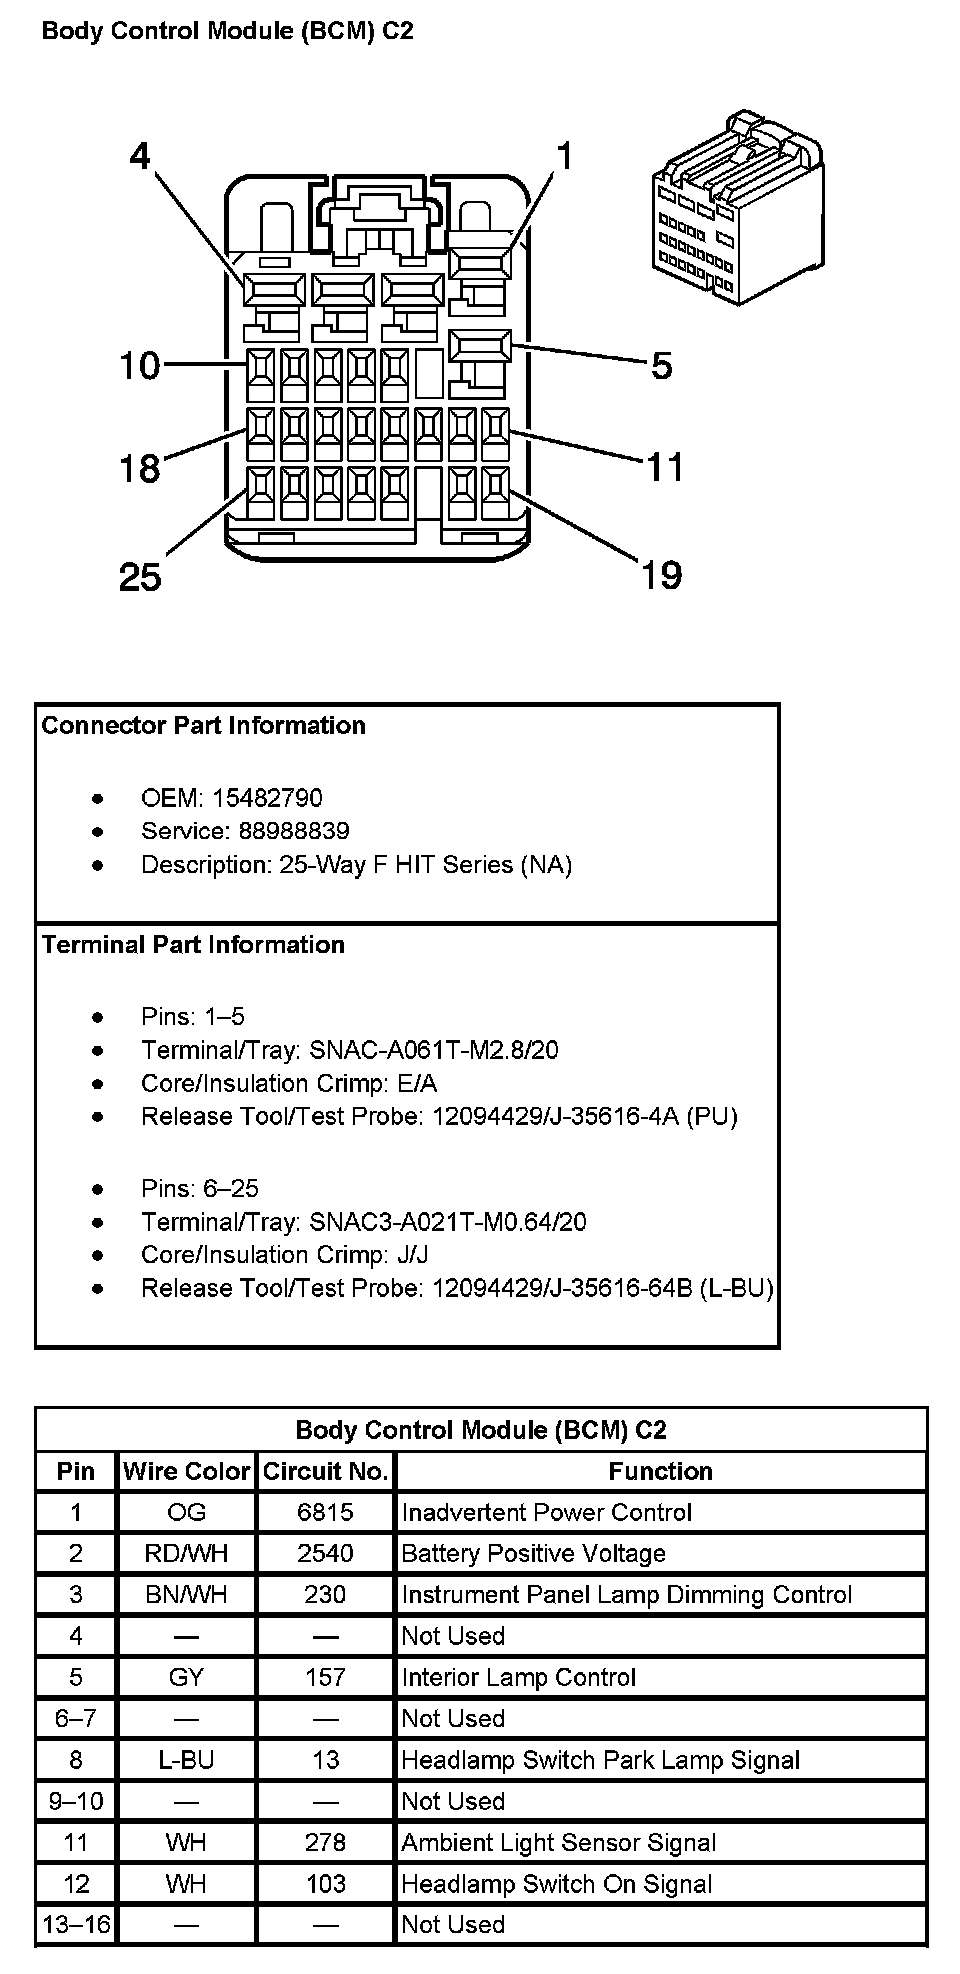 Body Control Module (BCM) C2
4
1
10
5
18
11
25
19
Connector Part Information
● OEM: 15482790
● Service: 88988839
● Description: 25-Way F HIT Series (NA)
Terminal Part Information
● Pins: 1–5
● Terminal/Tray: SNAC-A061T-M2.8/20
● Core/Insulation Crimp: E/A
● Release Tool/Test Probe: 12094429/J-35616-4A (PU)
● Pins: 6–25
● Terminal/Tray: SNAC3-A021T-M0.64/20
● Core/Insulation Crimp: J/J
● Release Tool/Test Probe: 12094429/J-35616-64B (L-BU)
Body Control Module (BCM) C2
Pin Wire Color Circuit No. Function
1 OG 6815 Inadvertent Power Control
2 RD/WH 2540 Battery Positive Voltage
3 BN/WH 230 Instrument Panel Lamp Dimming Control
4 — — Not Used
5 GY 157 Interior Lamp Control
6–7 — — Not Used
8 L-BU 13 Headlamp Switch Park Lamp Signal
9–10 — — Not Used
11 WH 278 Ambient Light Sensor Signal
12 WH 103 Headlamp Switch On Signal
13–16 — — Not Used